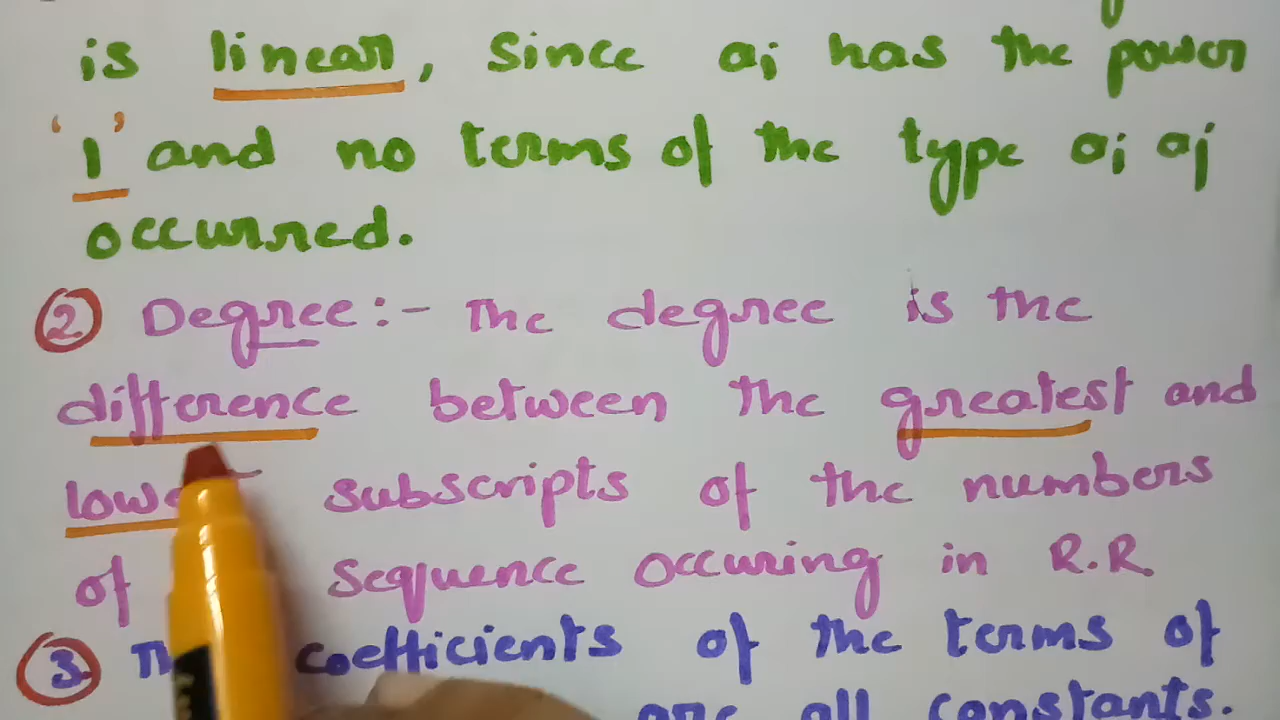 is linear, since ai has the power
'1' and no terms of the type ai aj
occurred.
② Degree:- The degree is the
difference between the greatest and
subscripts of the numbers
of sequence occuring in R.R.
③ coefficients of the terms of
are all constants.